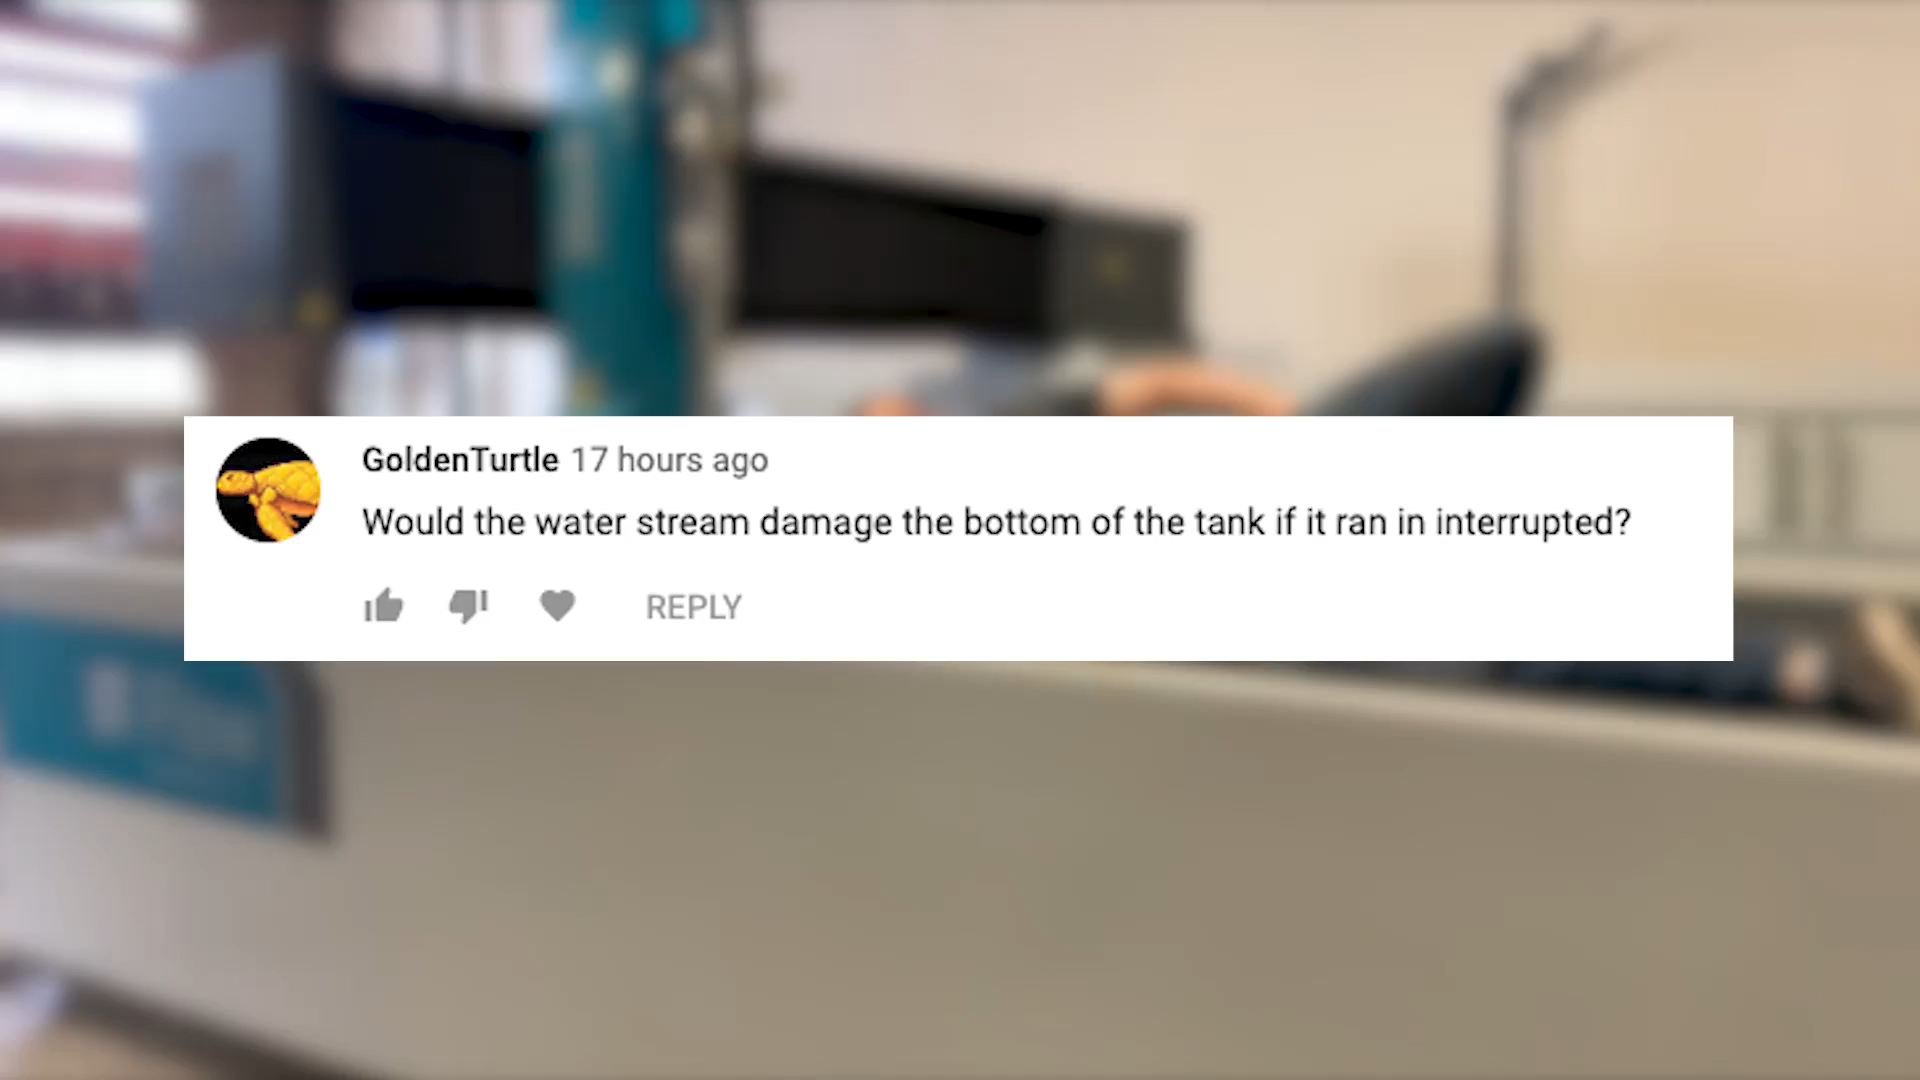 GoldenTurtle 17 hours ago
Would the water stream damage the bottom of the tank if it ran in interrupted?
REPLY